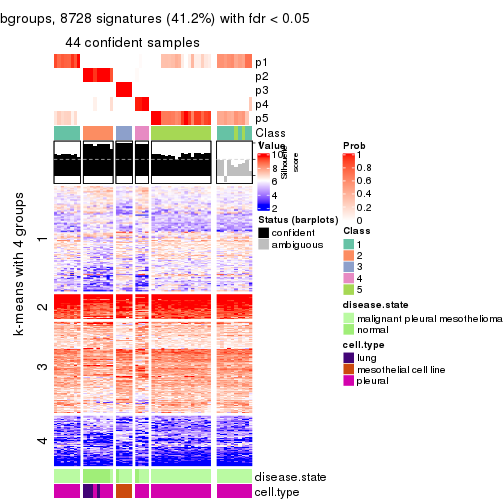 bgroups, 8728 signatures (41.2%) with fdr < 0.05
44 confident samples
p1
p2
p3
p4
p5
Class
k-means with 4 groups
1
2
3
4
disease.state
cell.type
Value
10
8
6
4
2
Silhouette
score
Status (barplots)
confident
ambiguous
Prob
1
0.8
0.6
0.4
0.2
0
Class
1
2
3
4
5
disease.state
malignant pleural mesothelioma
normal
cell.type
lung
mesothelial cell line
pleural